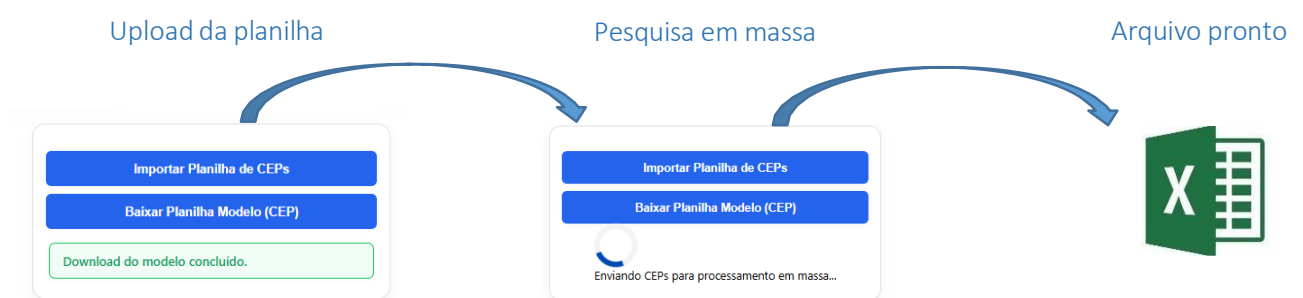 Upload da planilha
Pesquisa em massa
Arquivo pronto
Importar Planilha de CEPs
Baixar Planilha Modelo (CEP)
Download do modelo concluído.
Importar Planilha de CEPs
Baixar Planilha Modelo (CEP)
Enviando CEPs para processamento em massa...
X